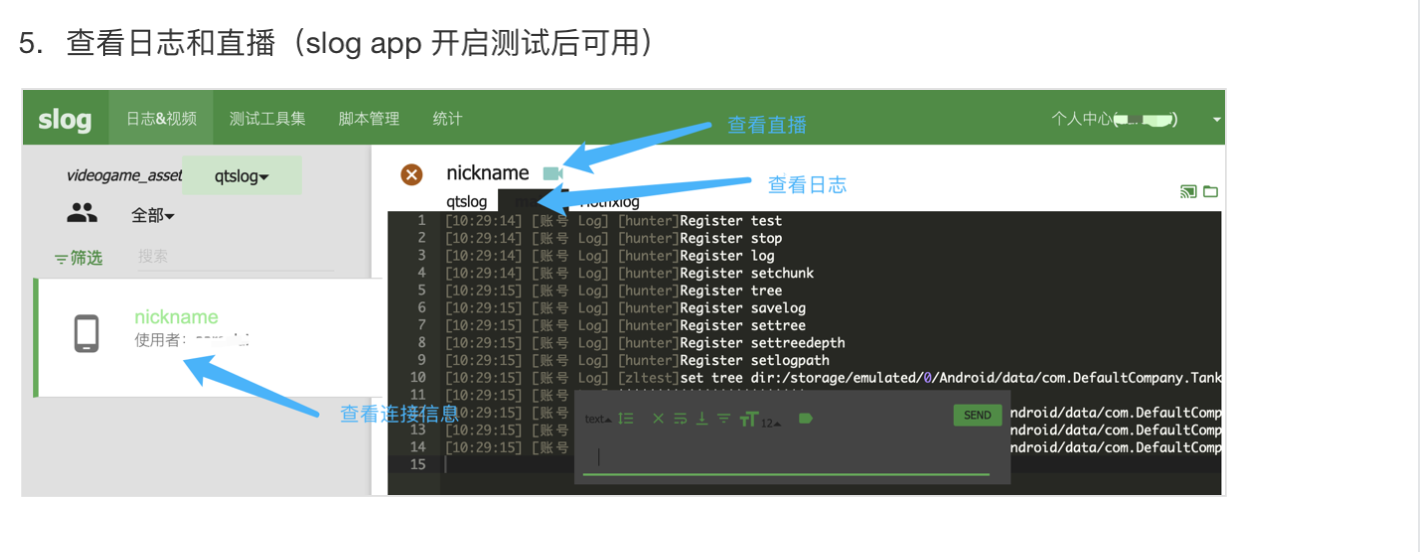 5. 查看日志和直播（slog app 开启测试后可用）
slog 日志&视频 测试工具集 脚本管理 统计 个人中心( )
查看直播
videogame_asset qtslog
nickname
查看日志
全部
qtslog
筛选 搜索
1 [10:29:14] [账号 Log] [hunter]Register test
2 [10:29:14] [账号 Log] [hunter]Register stop
3 [10:29:14] [账号 Log] [hunter]Register log
4 [10:29:14] [账号 Log] [hunter]Register setchunk
5 [10:29:15] [账号 Log] [hunter]Register tree
6 [10:29:15] [账号 Log] [hunter]Register savelog
7 [10:29:15] [账号 Log] [hunter]Register settree
8 [10:29:15] [账号 Log] [hunter]Register settreedepth
9 [10:29:15] [账号 Log] [hunter]Register setlogpath
10 [10:29:15] [账号 Log] [zltest]set tree dir:/storage/emulated/0/Android/data/com.DefaultCompany.Tank
11 [10:29:15] [账号
12 [10:29:15] [账号 ndroid/data/com.DefaultComp
13 [10:29:15] [账号 ndroid/data/com.DefaultComp
14 [10:29:15] [账号 ndroid/data/com.DefaultComp
15
nickname
使用者:
查看连接信息
text 12 SEND